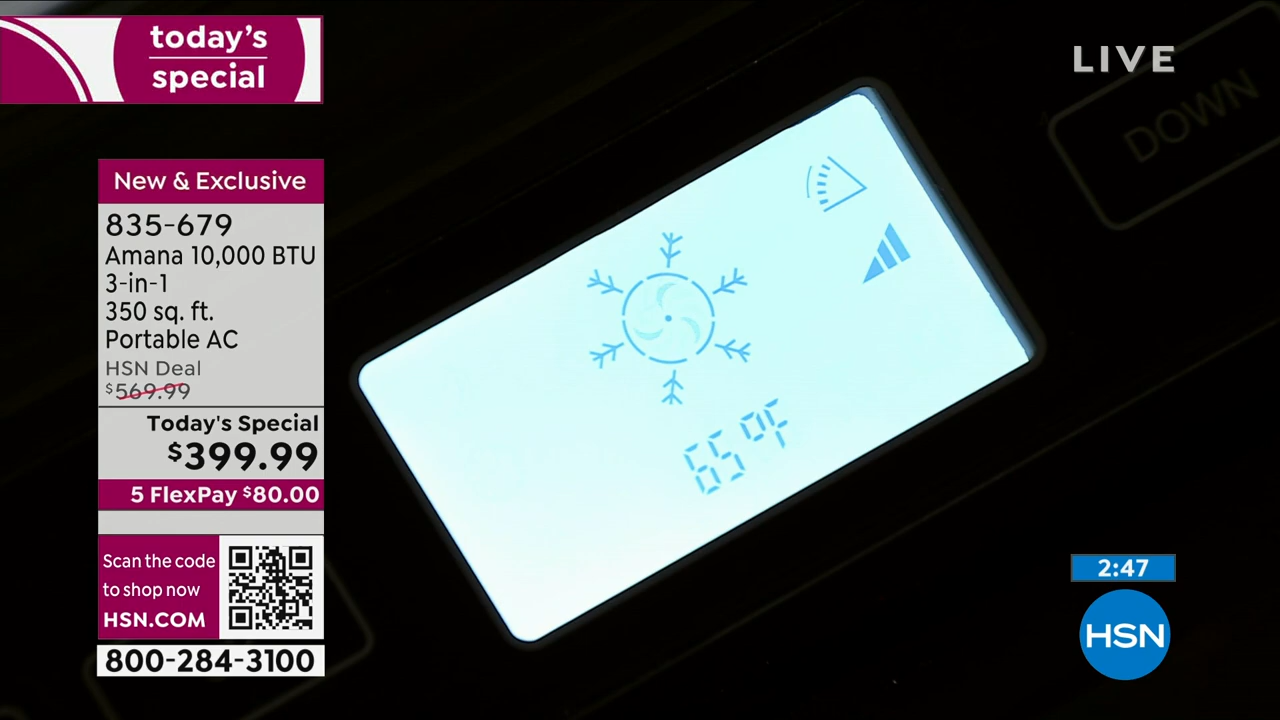 today's
special
LIVE
DOWN
New & Exclusive
835-679
Amana 10,000 BTU
3-in-1
350 sq. ft.
Portable AC
HSN Deal
$569.99
Today's Special
$399.99
5 FlexPay $80.00
Scan the code
to shop now
HSN.COM
800-284-3100
65°F
2:47
HSN